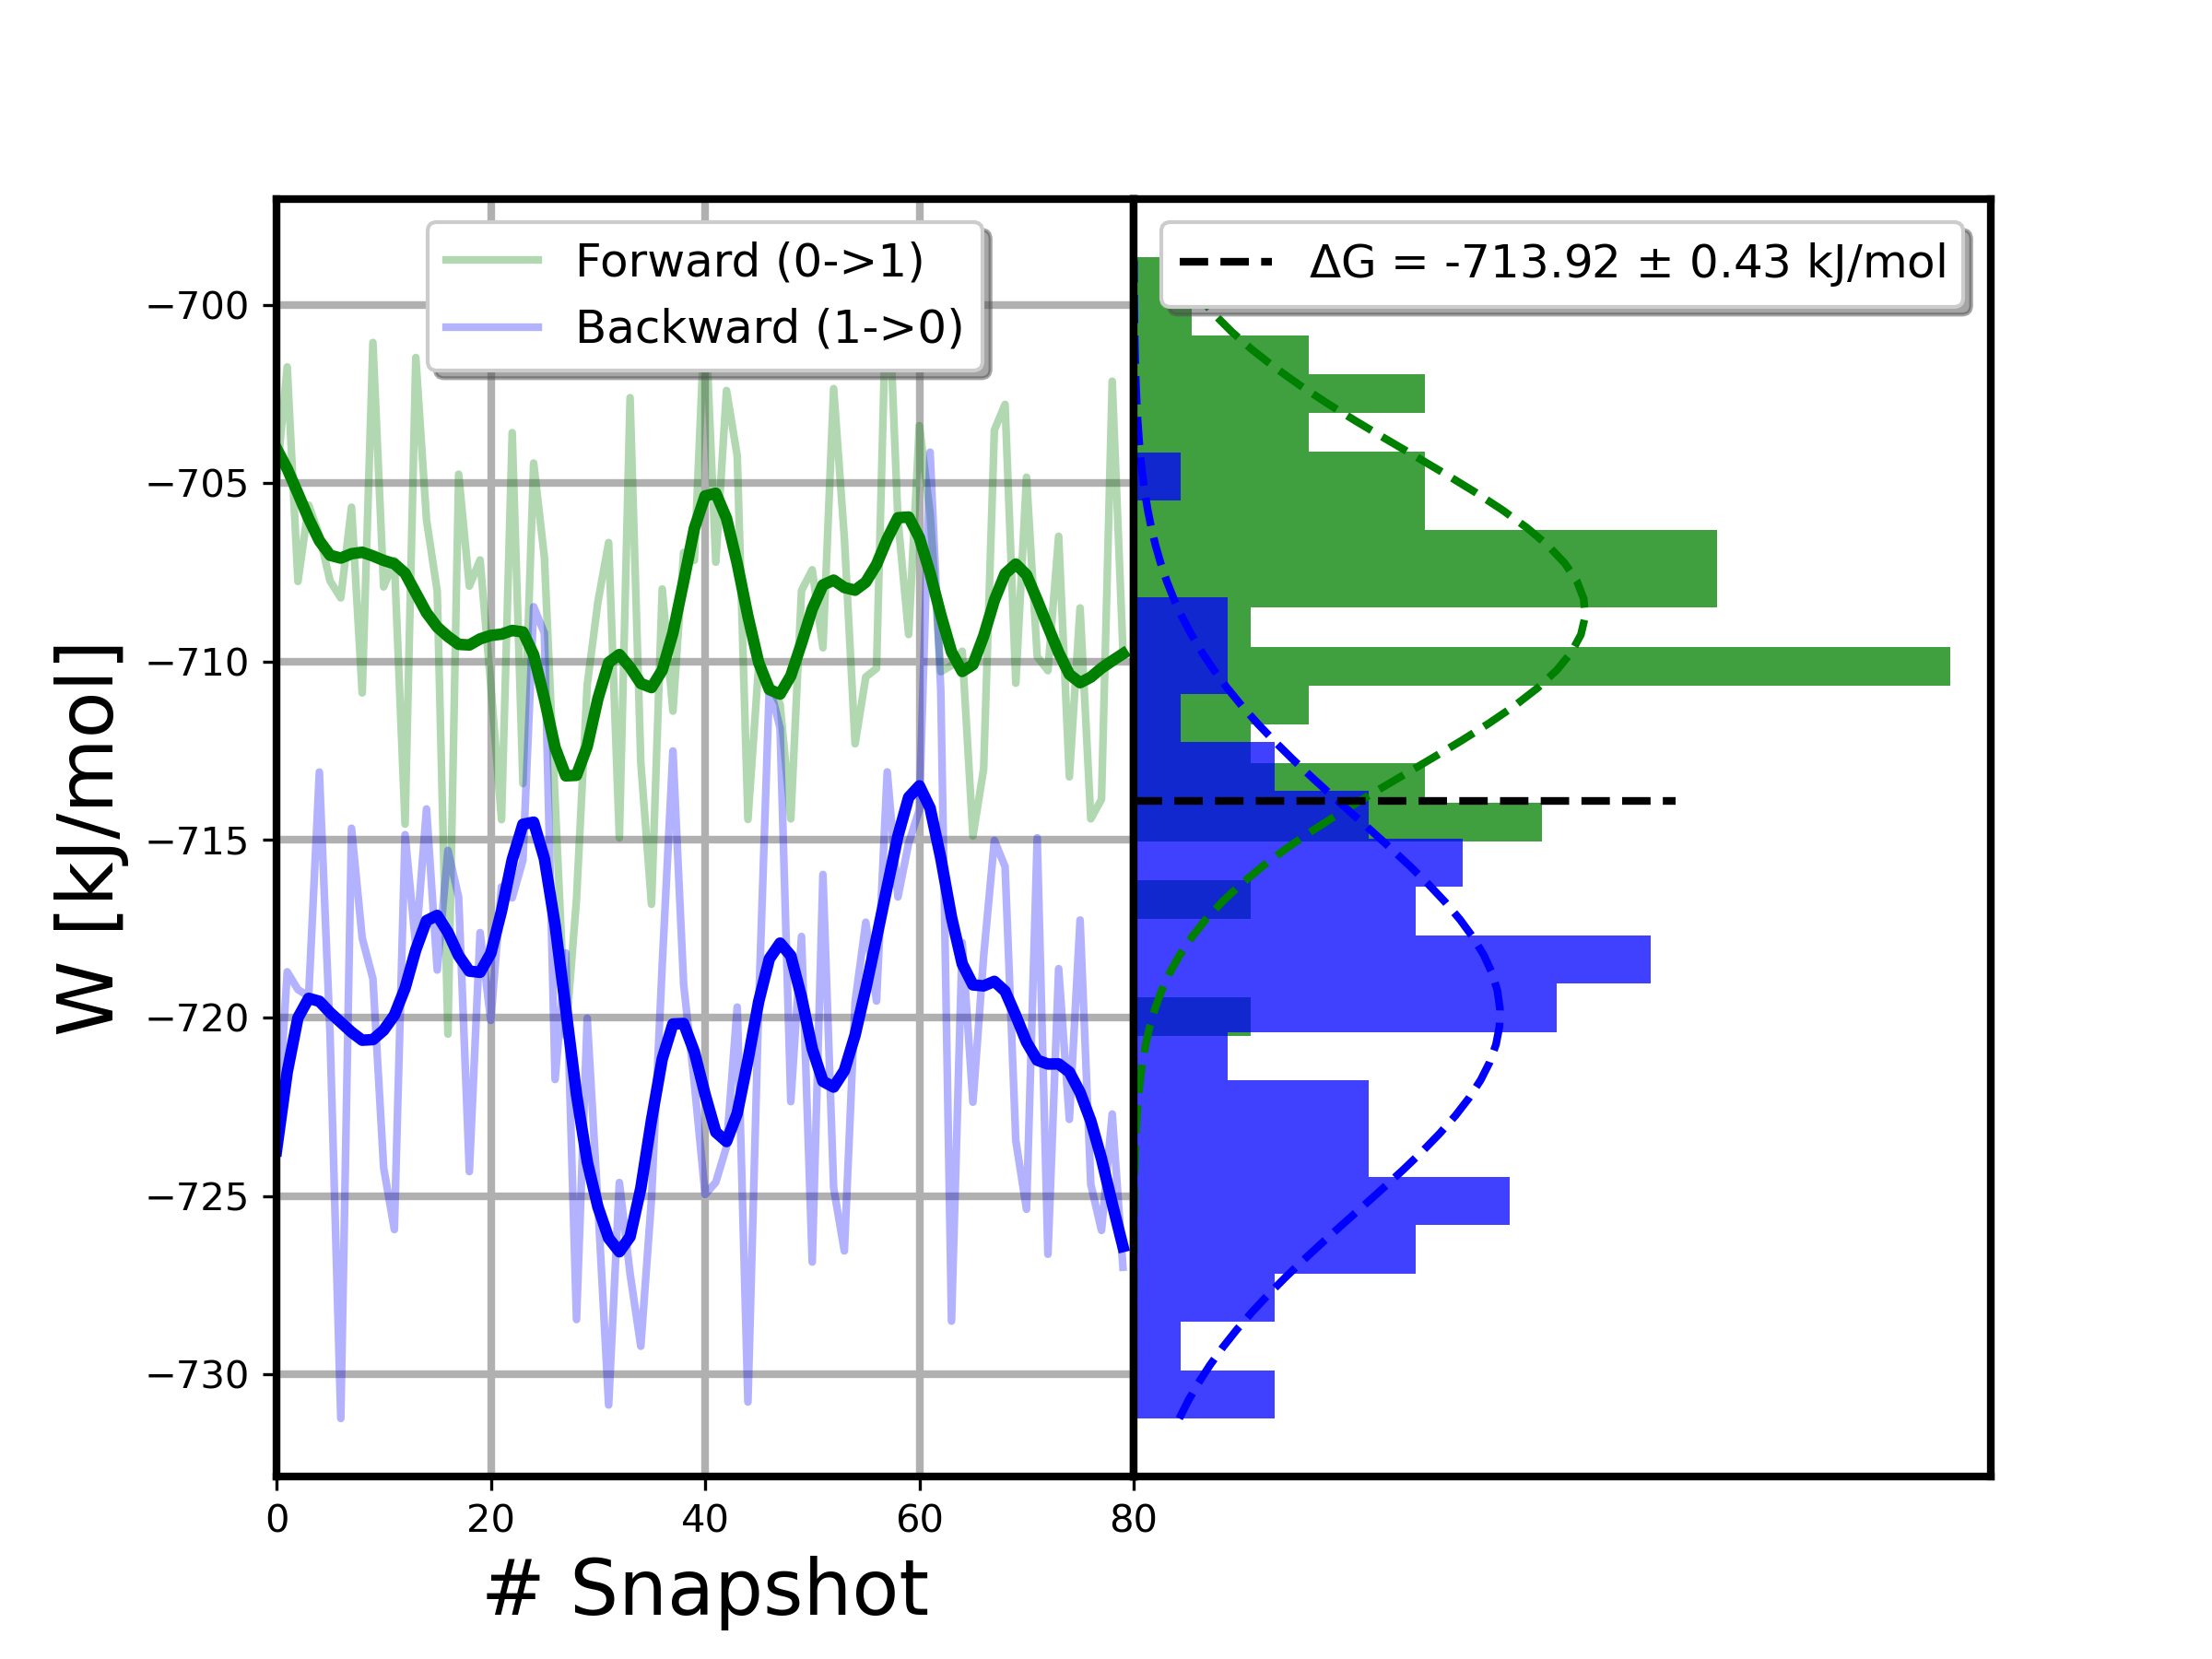 Forward (0->1)
Backward (1->0)
ΔG = -713.92 ± 0.43 kJ/mol
W [kJ/mol]
−700
−705
−710
−715
−720
−725
−730
0 20 40 60 80
# Snapshot